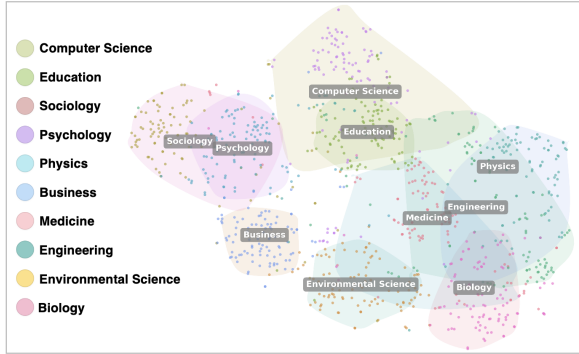 Computer Science
Education
Sociology
Psychology
Physics
Business
Medicine
Engineering
Environmental Science
Biology
Computer Science
Education
Sociology
Psychology
Physics
Engineering
Medicine
Business
Environmental Science
Biology